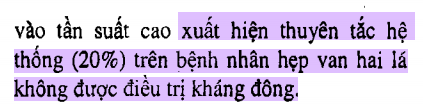 vào tần suất cao xuất hiện thuyên tắc hệ
thống (20%) trên bệnh nhân hẹp van hai lá
không được điều trị kháng đông.